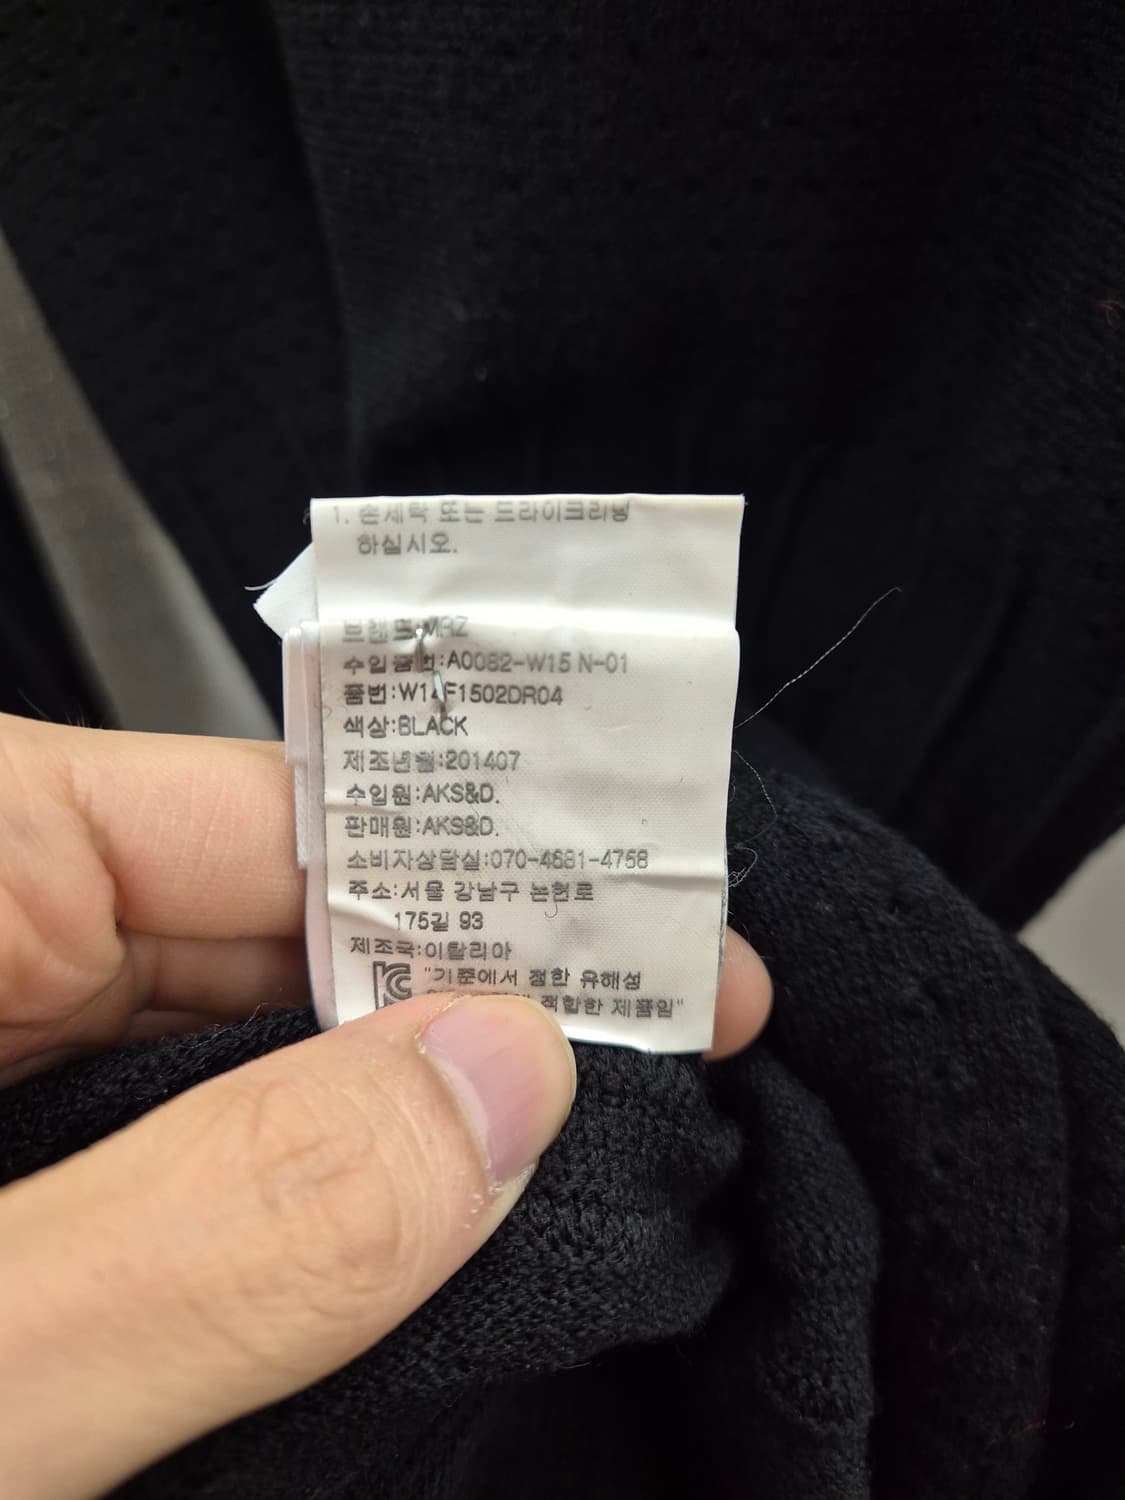 1. 손세탁 또는 드라이크리닝
하십시오.
브랜드:MRZ
수입품번:A0082-W15 N-01
품번:W14F1502DR04
색상:BLACK
제조년월:201407
수입원:AKS&D.
판매원:AKS&D.
소비자상담실:070-4681-4758
주소:서울 강남구 논현로
175길 93
제조국:이탈리아
"기준에서 정한 유해성
적합한 제품임"